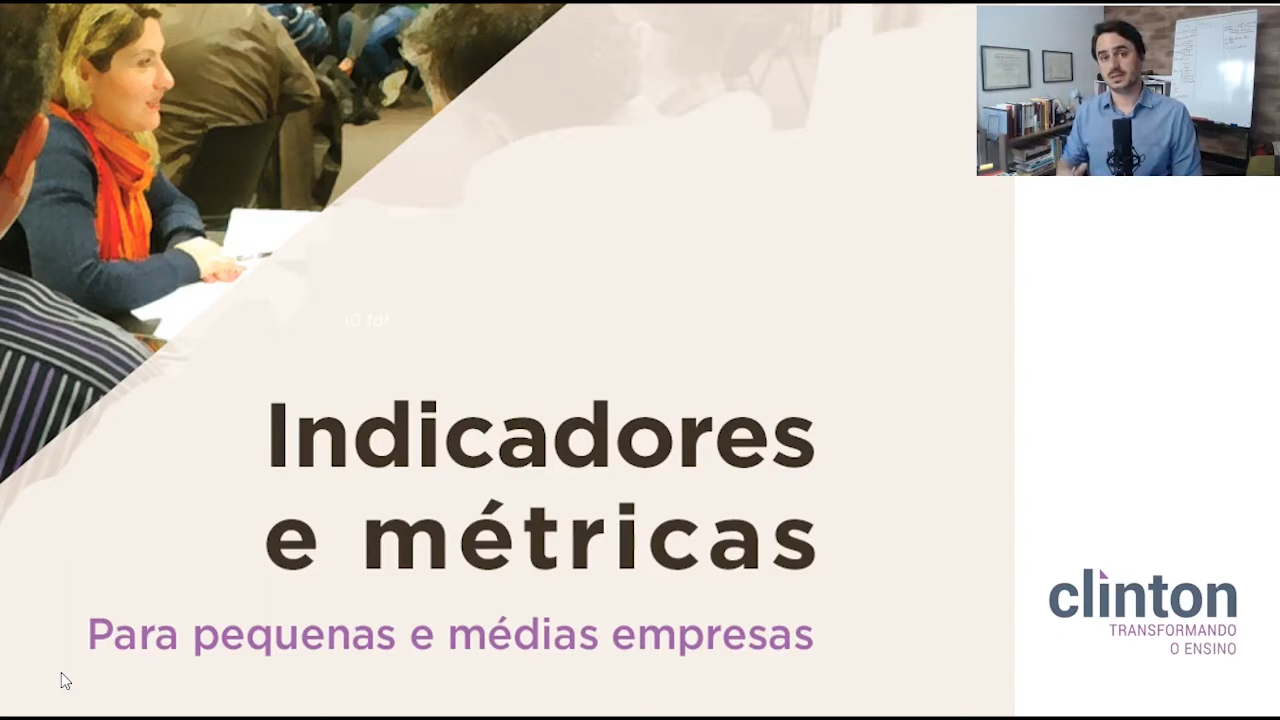 Indicadores
e métricas
Para pequenas e médias empresas
clinton
TRANSFORMANDO
O ENSINO